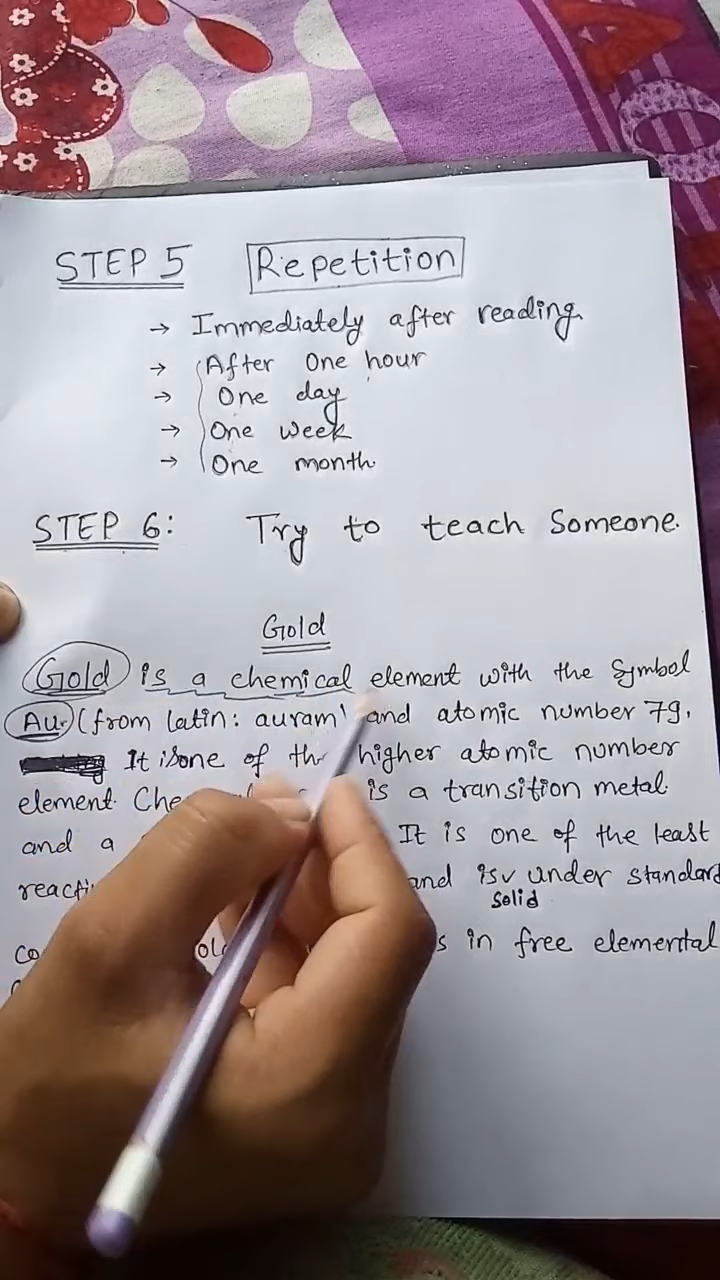 STEP 5 Repetition
→ Immediately after reading.
→ After One hour
→ One day
→ One week
→ One month.
STEP 6: Try to teach Someone.
Gold
Gold is a chemical element with the Symbol
Au. (from latin: auram' and atomic number 79.
It is one of the higher atomic number
element. is a transition metal.
and a It is one of the least
and is under standard
solid
in free elemental